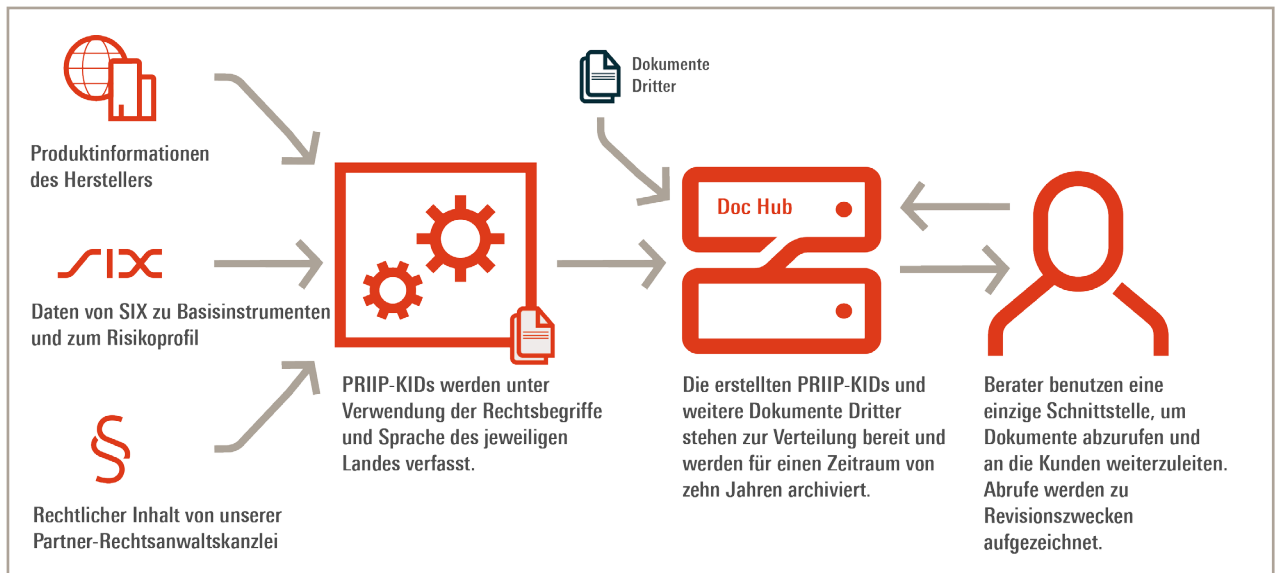 Produktinformationen
des Herstellers
SIX
Daten von SIX zu Basisinstrumenten
und zum Risikoprofil
§
Rechtlicher Inhalt von unserer
Partner-Rechtsanwaltskanzlei
PRIIP-KIDs werden unter
Verwendung der Rechtsbegriffe
und Sprache des jeweiligen
Landes verfasst.
Dokumente
Dritter
Doc Hub
Die erstellten PRIIP-KIDs und
weitere Dokumente Dritter
stehen zur Verteilung bereit und
werden für einen Zeitraum von
zehn Jahren archiviert.
Berater benutzen eine
einzige Schnittstelle, um
Dokumente abzurufen und
an die Kunden weiterzuleiten.
Abrufe werden zu
Revisionszwecken
aufgezeichnet.